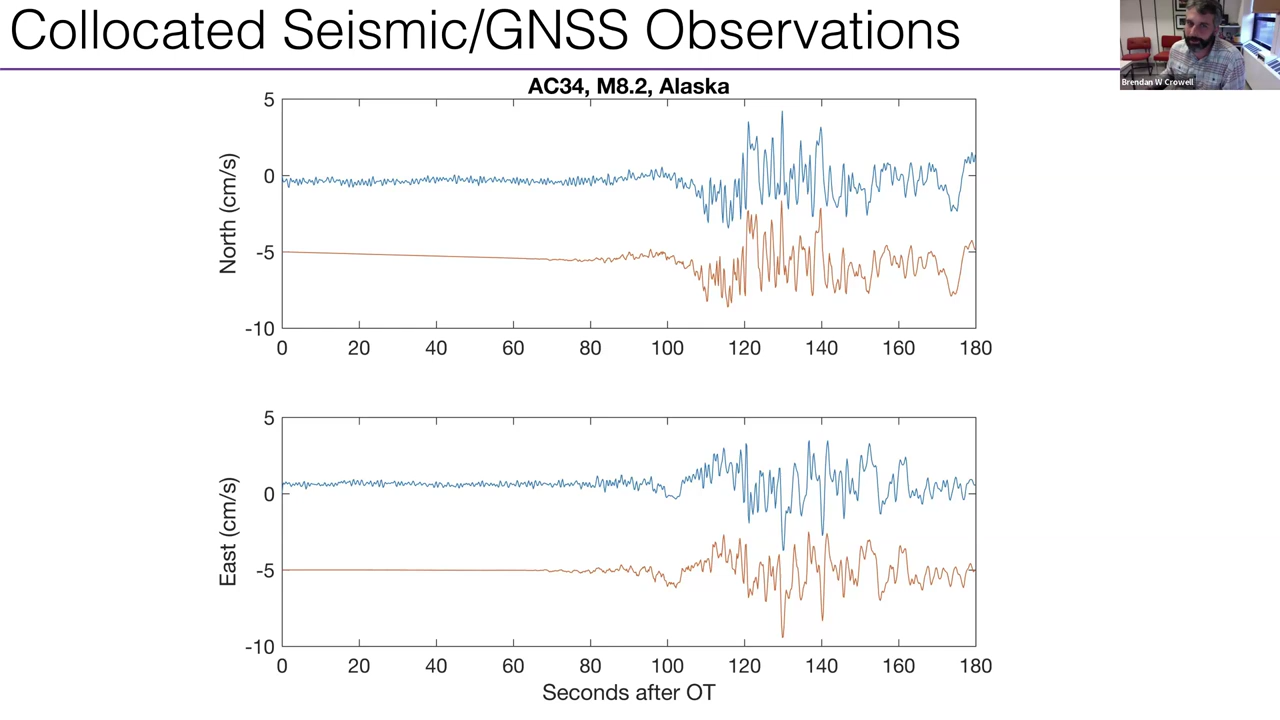 Collocated Seismic/GNSS Observations
Brendan W Crowell
AC34, M8.2, Alaska
5
0
-5
-10
North (cm/s)
0 20 40 60 80 100 120 140 160 180
5
0
-5
-10
East (cm/s)
0 20 40 60 80 100 120 140 160 180
Seconds after OT